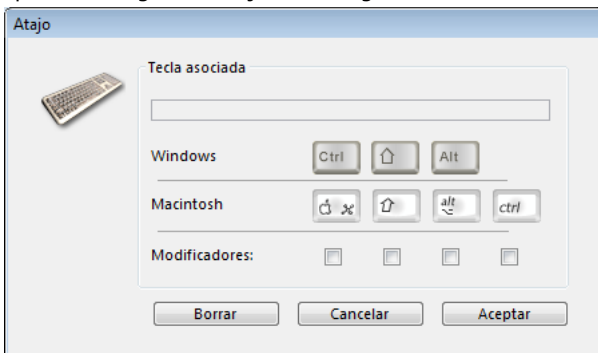 Atajo
Tecla asociada
Windows Ctrl Alt
Macintosh alt ctrl
Modificadores:
Borrar Cancelar Aceptar